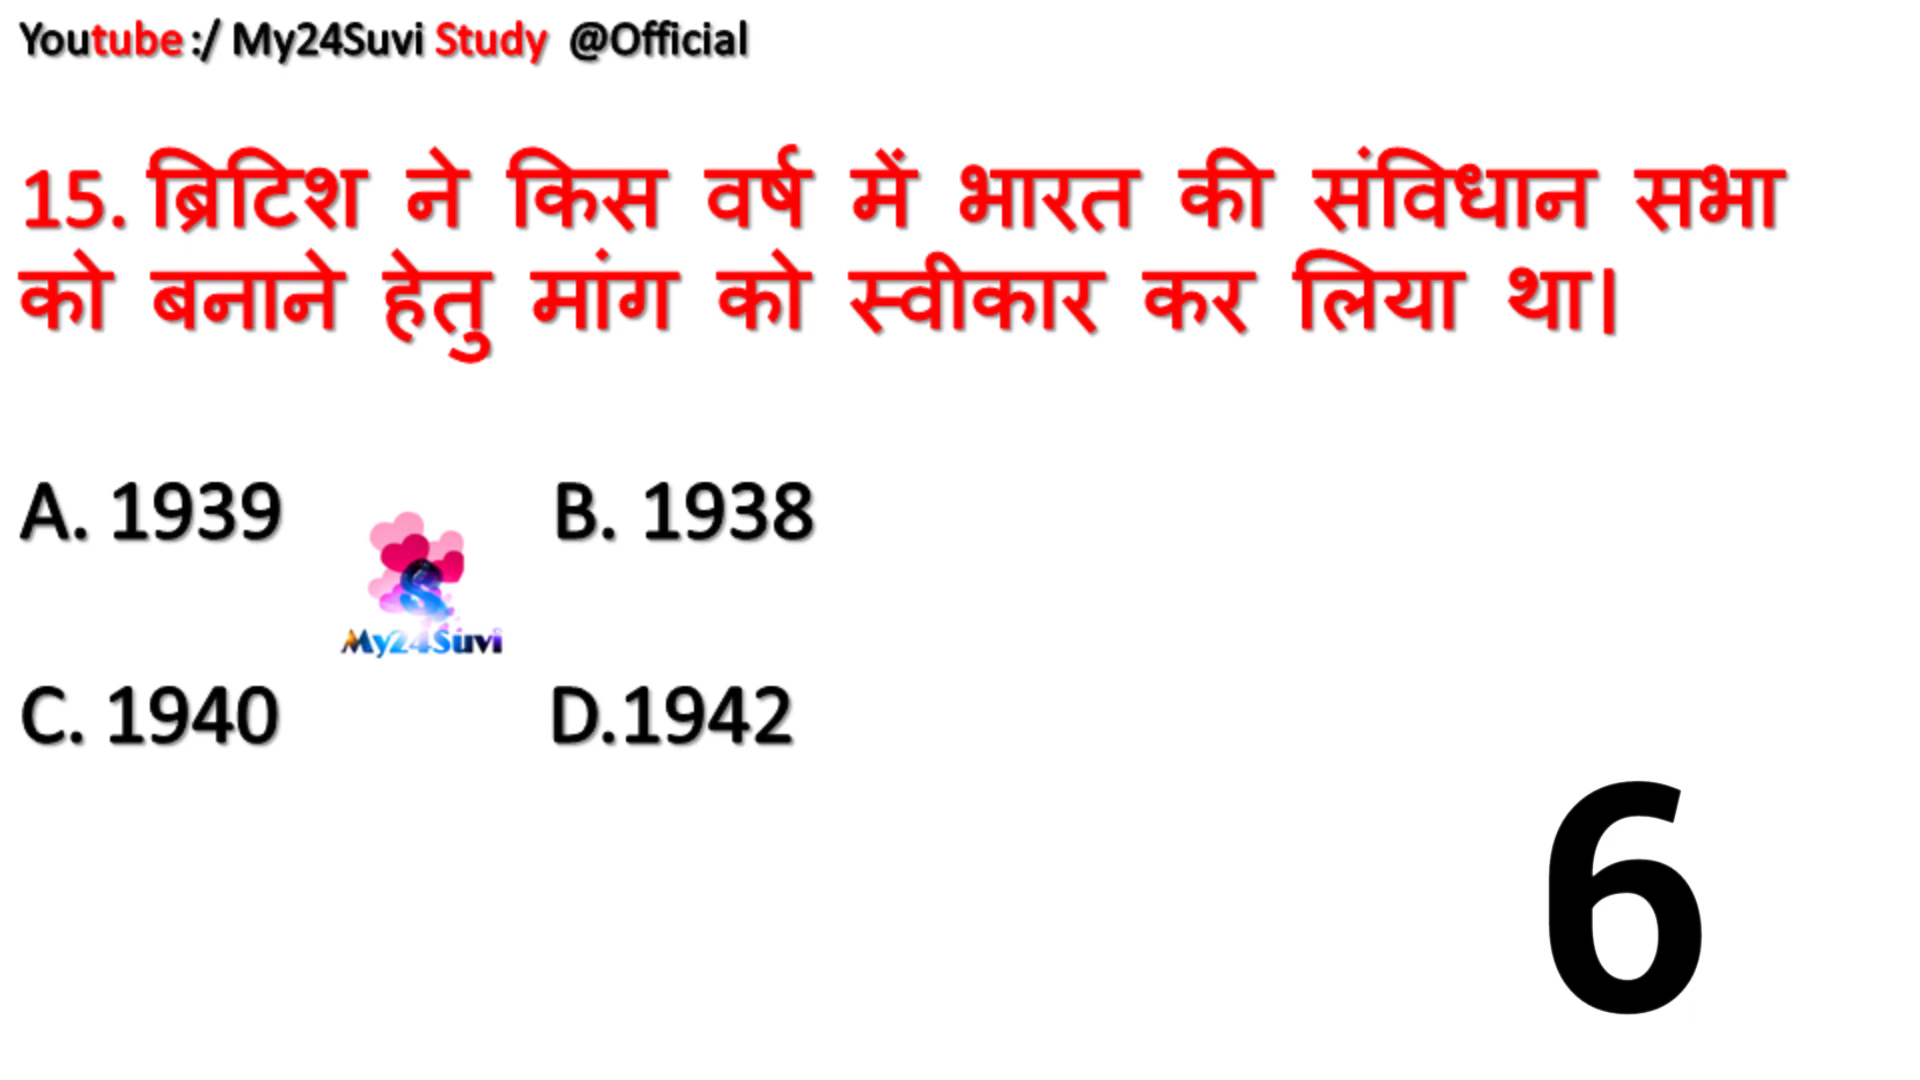 Youtube :/ My24Suvi Study @Official
15. ब्रिटिश ने किस वर्ष में भारत की संविधान सभा
को बनाने हेतु मांग को स्वीकार कर लिया था|
A. 1939 B. 1938
My24Suvi
C. 1940 D.1942
6